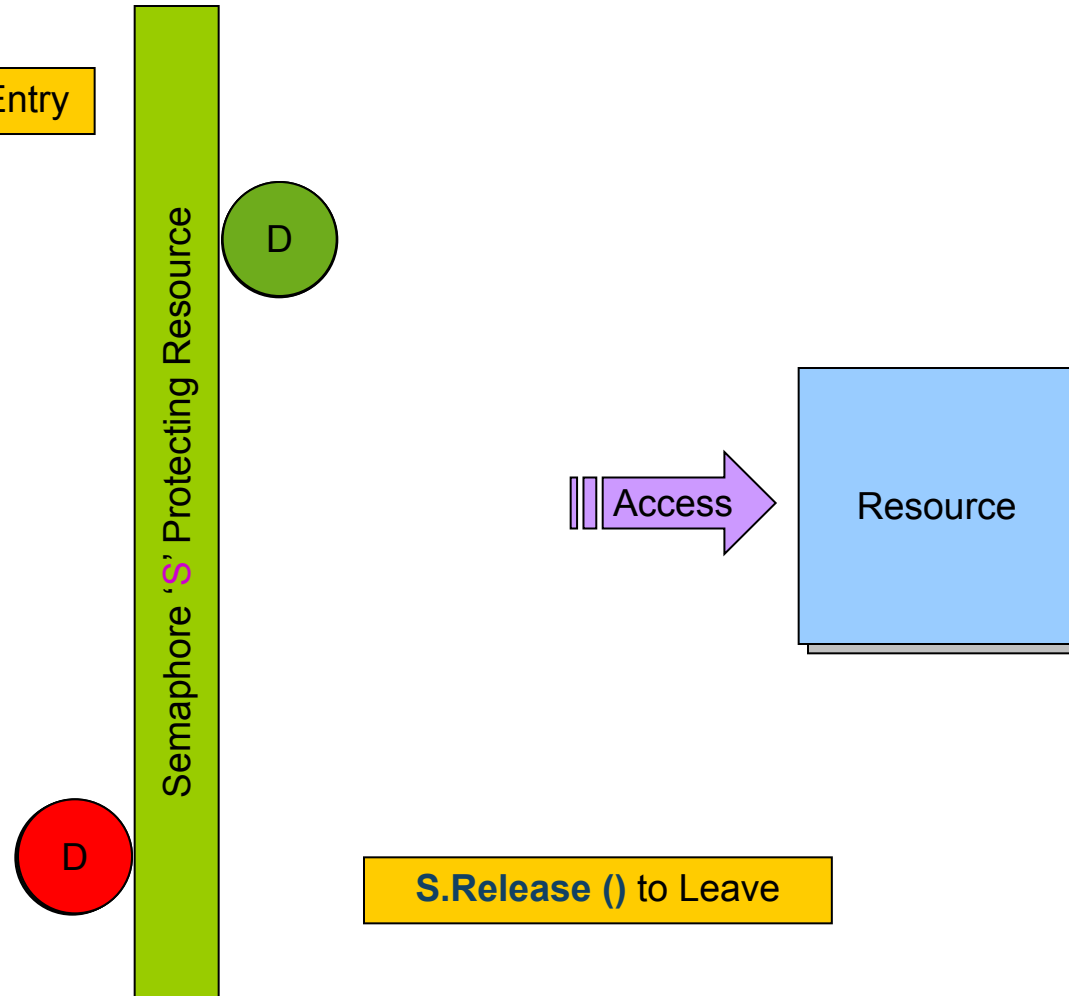 Entry
D
Semaphore ‘S’ Protecting Resource
Access
Resource
D
S.Release () to Leave